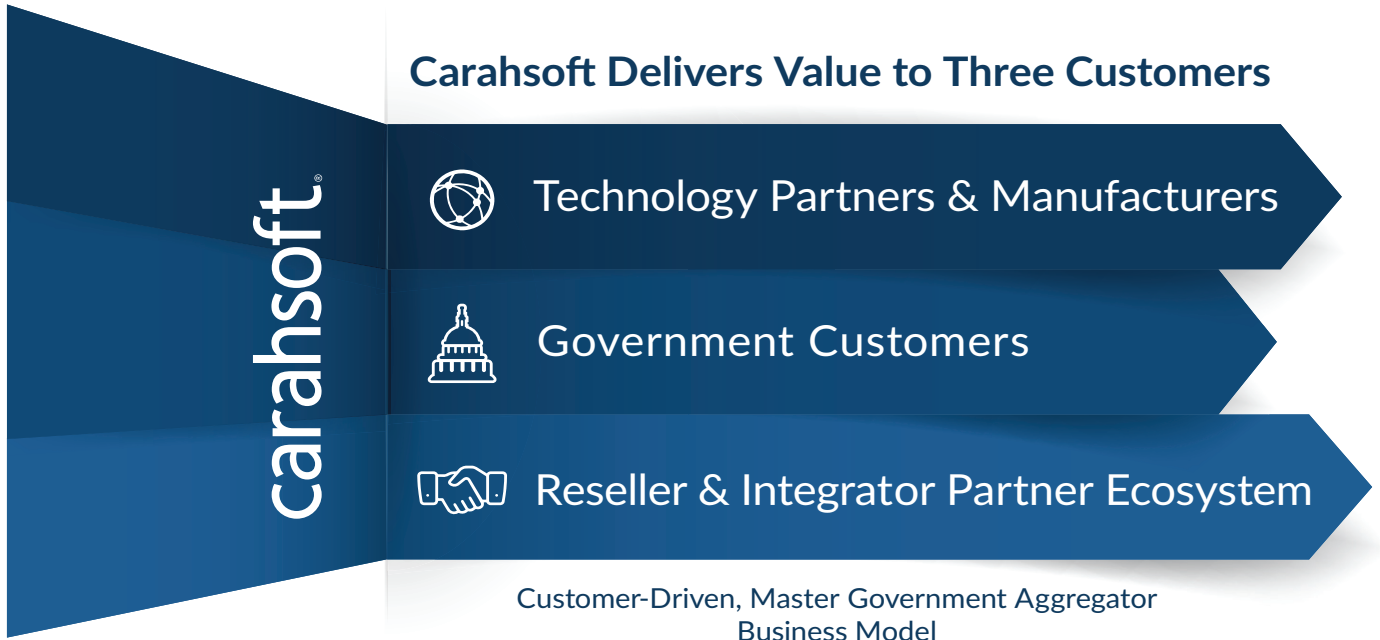 Carahsoft Delivers Value to Three Customers
carahsoft®
Technology Partners & Manufacturers
Government Customers
Reseller & Integrator Partner Ecosystem
Customer-Driven, Master Government Aggregator
Business Model